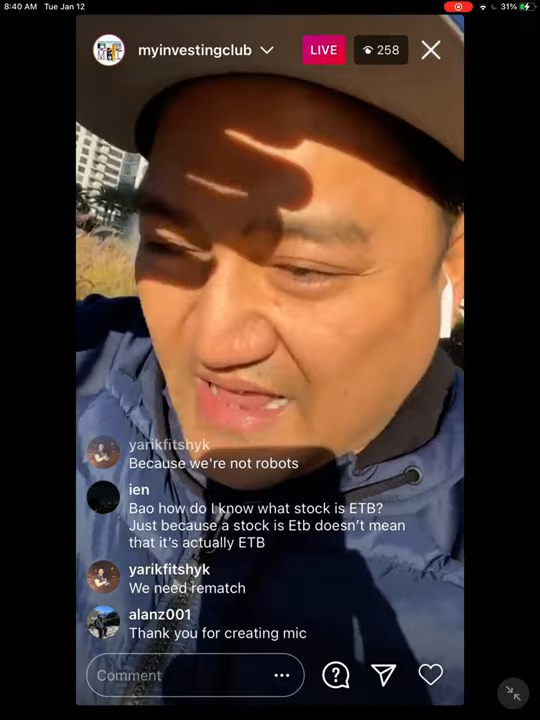 8:40 AM Tue Jan 12
31%
myinvestingclub
LIVE
258
yarikfitshyk
Because we're not robots
ien
Bao how do I know what stock is ETB?
Just because a stock is Etb doesn't mean
that it's actually ETB
yarikfitshyk
We need rematch
alanz001
Thank you for creating mic
Comment